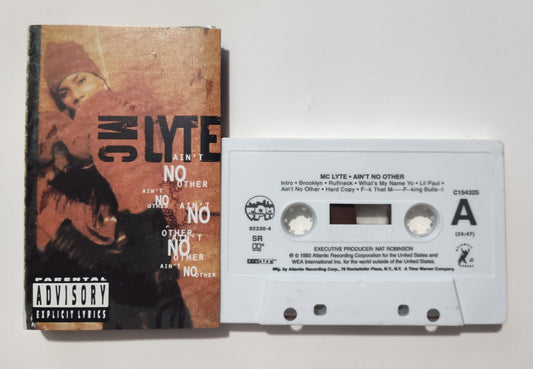 MC LYTE
AIN'T
NO
OTHER
AIN'T
NO
OTHER
AIN'T
NO
OTHER
AIN'T
NO
OTHER
AIN'T
NO
OTHER
PARENTAL
ADVISORY
EXPLICIT LYRICS
MC LYTE • AIN'T NO OTHER
Intro • Brooklyn • Ruffneck • What's My Name Yo • Lil Paul •
Ain't No Other • Hard Copy • F--k That M------F--king Bulls--t
C154325
92230-4
SR
A
(24:47)
EXECUTIVE PRODUCER: NAT ROBINSON
© ℗ 1993 Atlantic Recording Corporation for the United States and
WEA International Inc. for the world outside of the United States.
Mfg. by Atlantic Recording Corp., 75 Rockefeller Plaza, N.Y., N.Y. A Time Warner Company